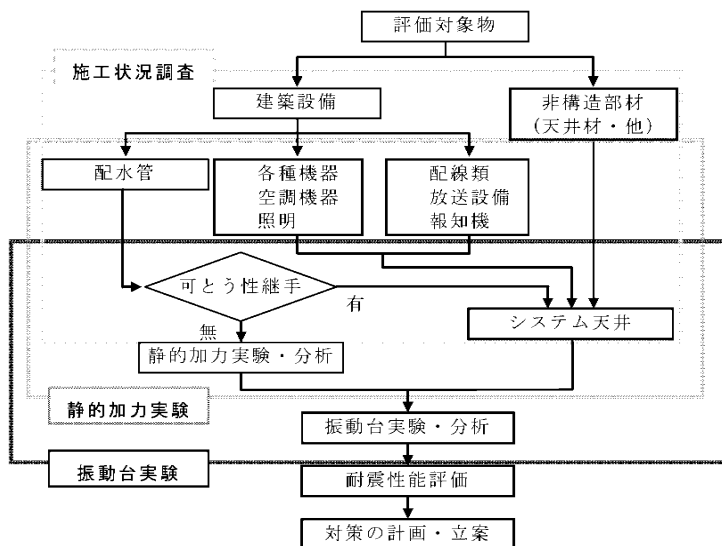 評価対象物
施工状況調査
建築設備
非構造部材
(天井材・他)
配水管
各種機器
空調機器
照明
配線類
放送設備
報知機
可とう性継手
有
無
システム天井
静的加力実験・分析
静的加力実験
振動台実験・分析
振動台実験
耐震性能評価
対策の計画・立案